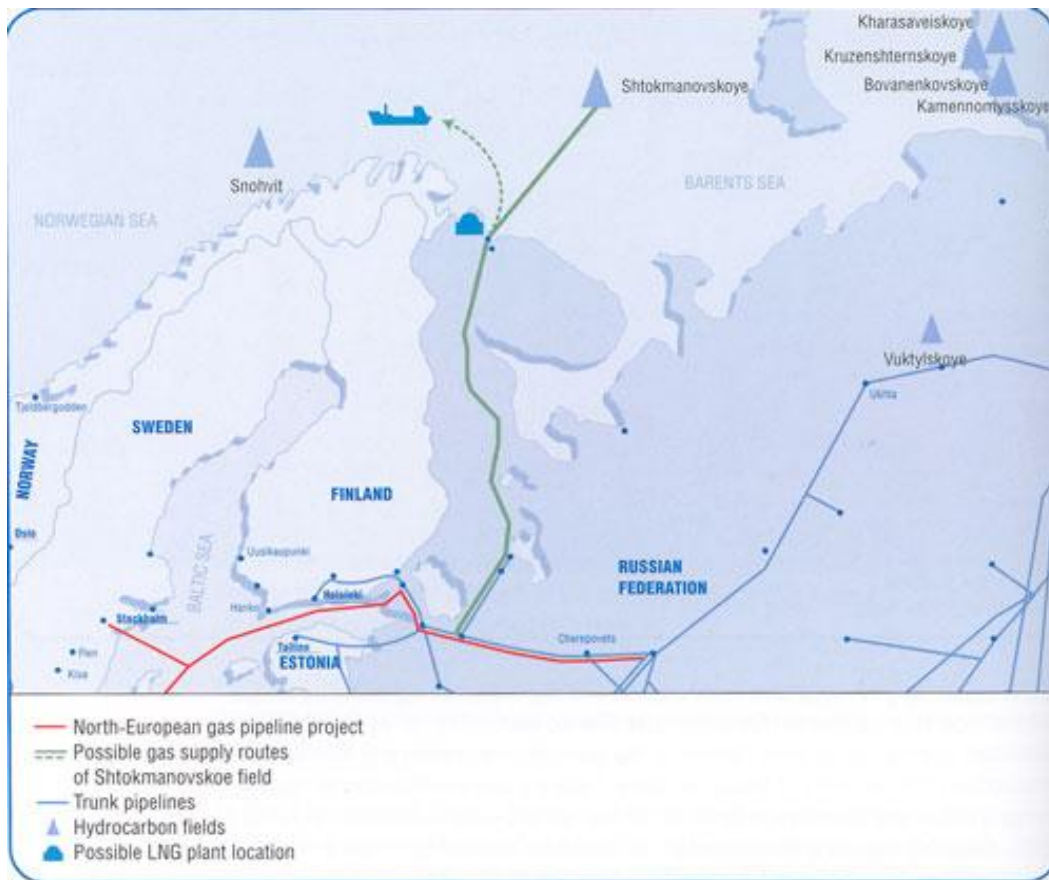 Kharasaveiskoye
Kruzenshternskoye
Bovanenkovskoye
Kamennomysskoye
Shtokmanovskoye
Snohvit
BARENTS SEA
NORWEGIAN SEA
Vuktylskoye
Ukhta
Tjeldbergodden
SWEDEN
NORWAY
FINLAND
Oslo
Uusikaupunki
BALTIC SEA
RUSSIAN
FEDERATION
Hanko
Helsinki
Stockholm
Cherepovets
Tallinn
ESTONIA
Kisa
North-European gas pipeline project
Possible gas supply routes
of Shtokmanovskoe field
Trunk pipelines
Hydrocarbon fields
Possible LNG plant location